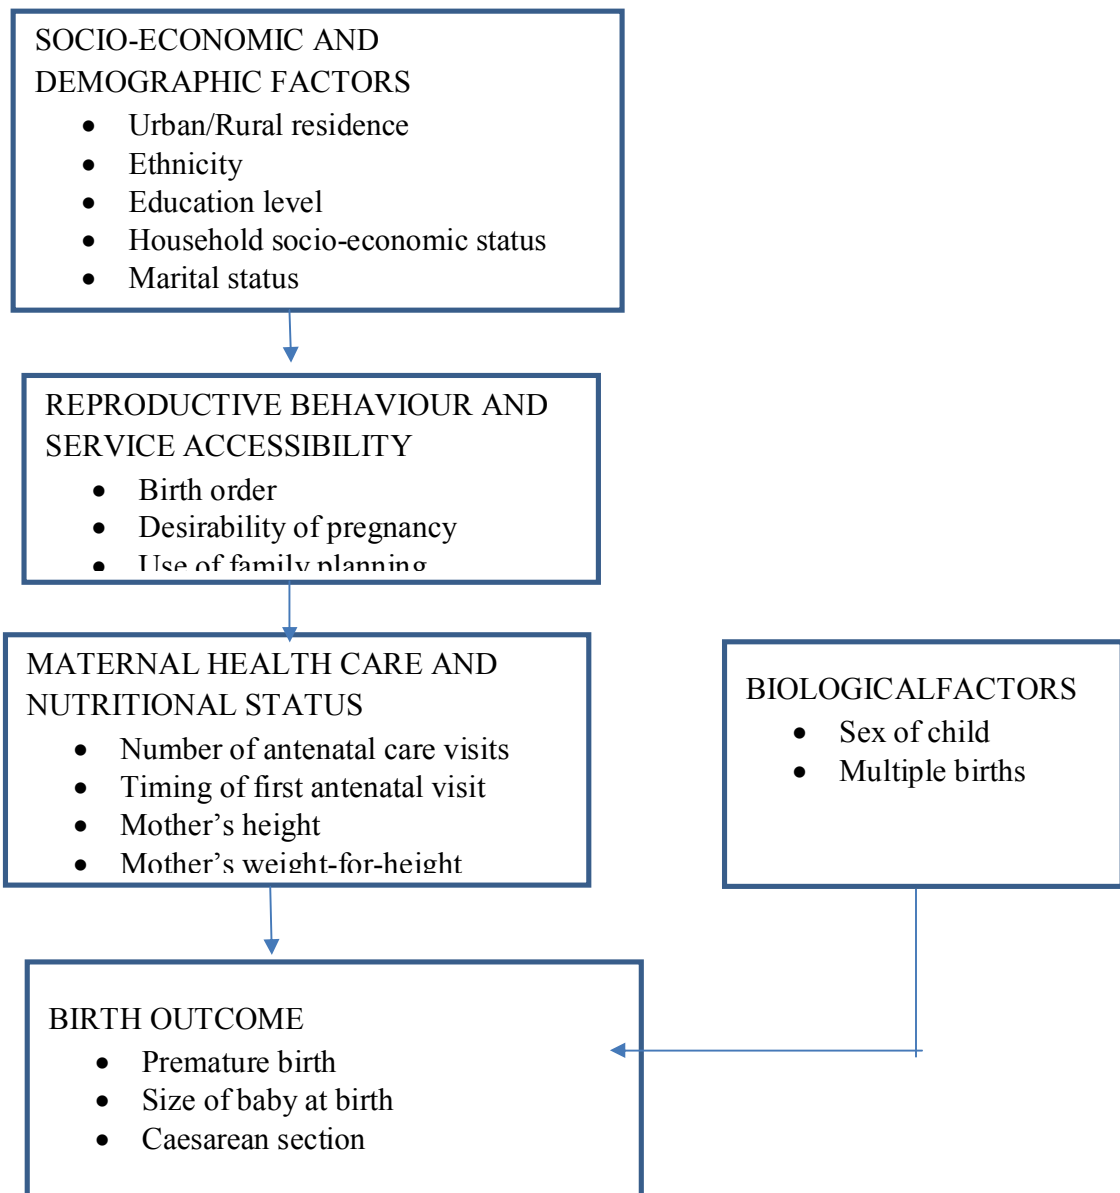 SOCIO-ECONOMIC AND
DEMOGRAPHIC FACTORS
• Urban/Rural residence
• Ethnicity
• Education level
• Household socio-economic status
• Marital status
REPRODUCTIVE BEHAVIOUR AND
SERVICE ACCESSIBILITY
• Birth order
• Desirability of pregnancy
• Use of family planning
MATERNAL HEALTH CARE AND
NUTRITIONAL STATUS
• Number of antenatal care visits
• Timing of first antenatal visit
• Mother’s height
• Mother’s weight-for-height
BIOLOGICALFACTORS
• Sex of child
• Multiple births
BIRTH OUTCOME
• Premature birth
• Size of baby at birth
• Caesarean section